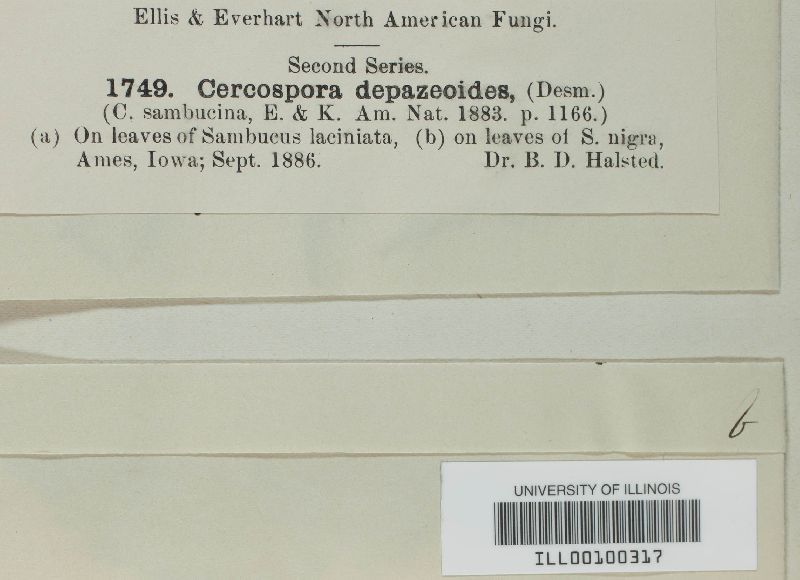 Ellis & Everhart North American Fungi.
Second Series.
1749. Cercospora depazeoides, (Desm.)
(C. sambucina, E. & K. Am. Nat. 1883. p. 1166.)
(a) On leaves of Sambucus laciniata, (b) on leaves of S. nigra,
Ames, Iowa; Sept. 1886. Dr. B. D. Halsted.
b
UNIVERSITY OF ILLINOIS
ILL00100317